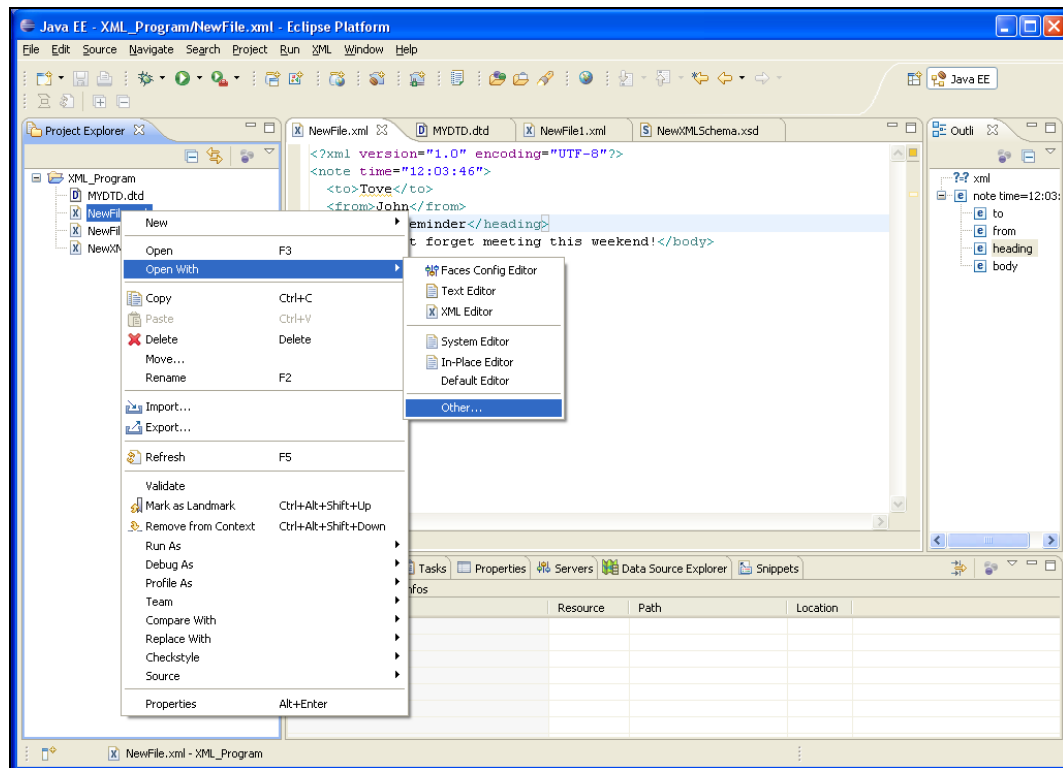 Java EE - XML_Program/NewFile.xml - Eclipse Platform
File Edit Source Navigate Search Project Run XML Window Help
Java EE
Project Explorer
XML_Program
MYDTD.dtd
NewFil
NewFil
NewXM
NewFile.xml MYDTD.dtd NewFile1.xml NewXMLSchema.xsd
<?xml version="1.0" encoding="UTF-8"?>
<note time="12:03:46">
<to>Tove</to>
<from>John</from>
eminder</heading>
t forget meeting this weekend!</body>
Outli
?=? xml
e note time=12:03:
e to
e from
e heading
e body
New
Open F3
Open With
Copy Ctrl+C
Paste Ctrl+V
Delete Delete
Move...
Rename F2
Import...
Export...
Refresh F5
Validate
Mark as Landmark Ctrl+Alt+Shift+Up
Remove from Context Ctrl+Alt+Shift+Down
Run As
Debug As
Profile As
Team
Compare With
Replace With
Checkstyle
Source
Properties Alt+Enter
Faces Config Editor
Text Editor
XML Editor
System Editor
In-Place Editor
Default Editor
Other...
Tasks Properties Servers Data Source Explorer Snippets
nfos
Resource Path Location
NewFile.xml - XML_Program